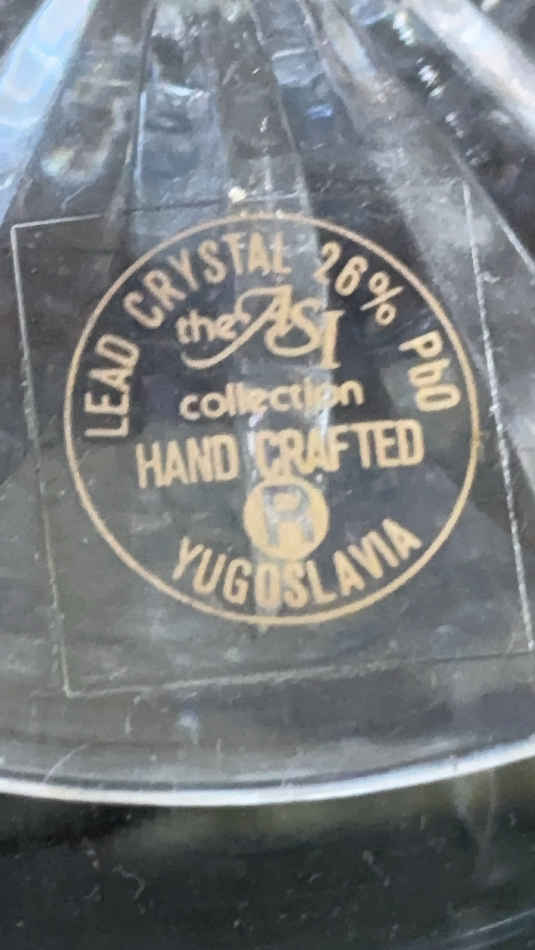 LEAD CRYSTAL 26% PbO
the ASI
collection
HAND CRAFTED
R
YUGOSLAVIA